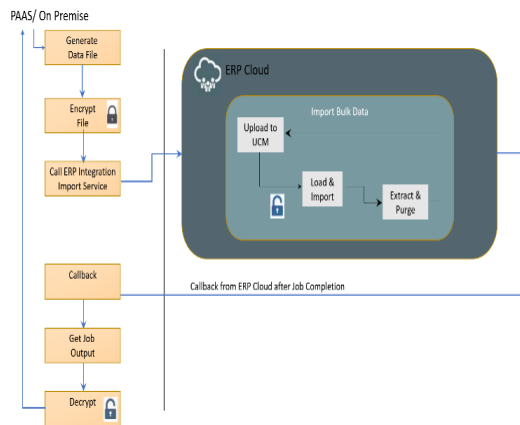 PAAS/ On Premise
Generate
Data File
Encrypt
File
Call ERP Integration
Import Service
ERP Cloud
Import Bulk Data
Upload to
UCM
Load &
Import
Extract &
Purge
Callback
Callback from ERP Cloud after Job Completion
Get Job
Output
Decrypt